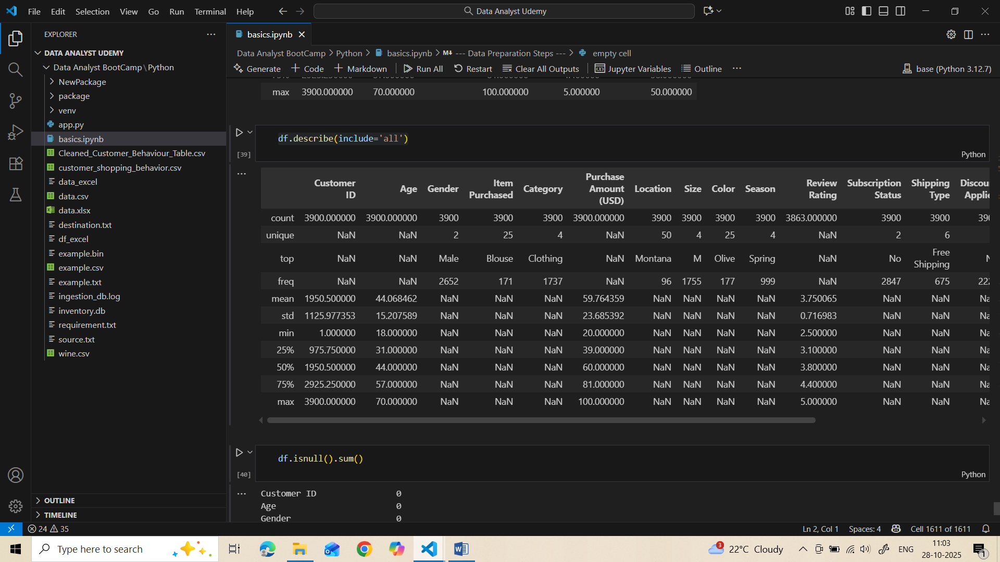 File Edit Selection View Go Run Terminal Help
Data Analyst Udemy
EXPLORER
DATA ANALYST UDEMY
Data Analyst BootCamp\Python
NewPackage
package
venv
app.py
basics.ipynb
Cleaned_Customer_Behaviour_Table.csv
customer_shopping_behavior.csv
data_excel
data.csv
data.xlsx
destination.txt
df_excel
example.bin
example.csv
example.txt
ingestion_db.log
inventory.db
requirement.txt
source.txt
wine.csv
OUTLINE
TIMELINE
basics.ipynb
Data Analyst BootCamp > Python > basics.ipynb > M↓ --- Data Preparation Steps --- > empty cell
Generate + Code + Markdown Run All Restart Clear All Outputs Jupyter Variables Outline ... base (Python 3.12.7)
max 3900.000000 70.000000 100.000000 5.000000 50.000000
df.describe(include='all')
[39]
Python
Customer ID Age Gender Item Purchased Category Purchase Amount (USD) Location Size Color Season Review Rating Subscription Status Shipping Type
count 3900.000000 3900.000000 3900 3900 3900 3900.000000 3900 3900 3900 3900 3863.000000 3900 3900
unique NaN NaN 2 25 4 NaN 50 4 25 4 NaN 2 6
top NaN NaN Male Blouse Clothing NaN Montana M Olive Spring NaN No Free Shipping
freq NaN NaN 2652 171 1737 NaN 96 1755 177 999 NaN 2847 675
mean 1950.500000 44.068462 NaN NaN NaN 59.764359 NaN NaN NaN NaN 3.750065 NaN NaN
std 1125.977353 15.207589 NaN NaN NaN 23.685392 NaN NaN NaN NaN 0.716983 NaN NaN
min 1.000000 18.000000 NaN NaN NaN 20.000000 NaN NaN NaN NaN 2.500000 NaN NaN
25% 975.750000 31.000000 NaN NaN NaN 39.000000 NaN NaN NaN NaN 3.100000 NaN NaN
50% 1950.500000 44.000000 NaN NaN NaN 60.000000 NaN NaN NaN NaN 3.800000 NaN NaN
75% 2925.250000 57.000000 NaN NaN NaN 81.000000 NaN NaN NaN NaN 4.400000 NaN NaN
max 3900.000000 70.000000 NaN NaN NaN 100.000000 NaN NaN NaN NaN 5.000000 NaN NaN
df.isnull().sum()
[40]
Python
Customer ID 0
Age 0
Gender 0
24 35
Ln 2, Col 1 Spaces: 4 Cell 1611 of 1611
Type here to search
3
22°C Cloudy
ENG
11:03
28-10-2025
1